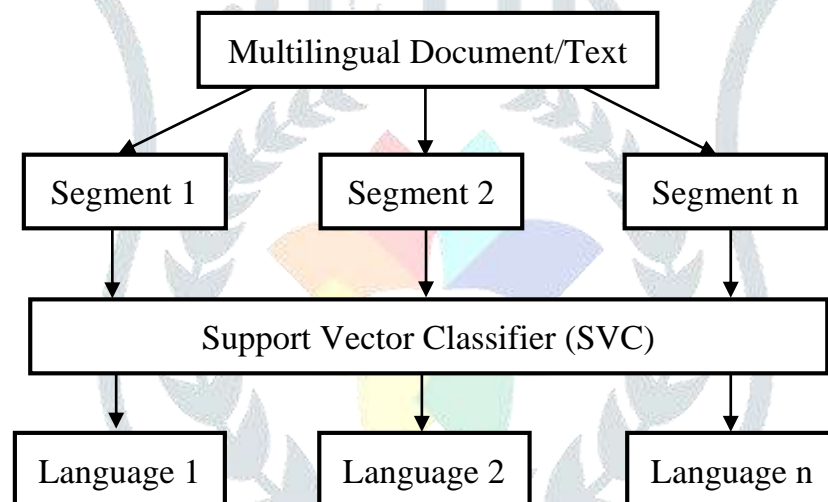 Multilingual Document/Text
Segment 1
Segment 2
Segment n
Support Vector Classifier (SVC)
Language 1
Language 2
Language n